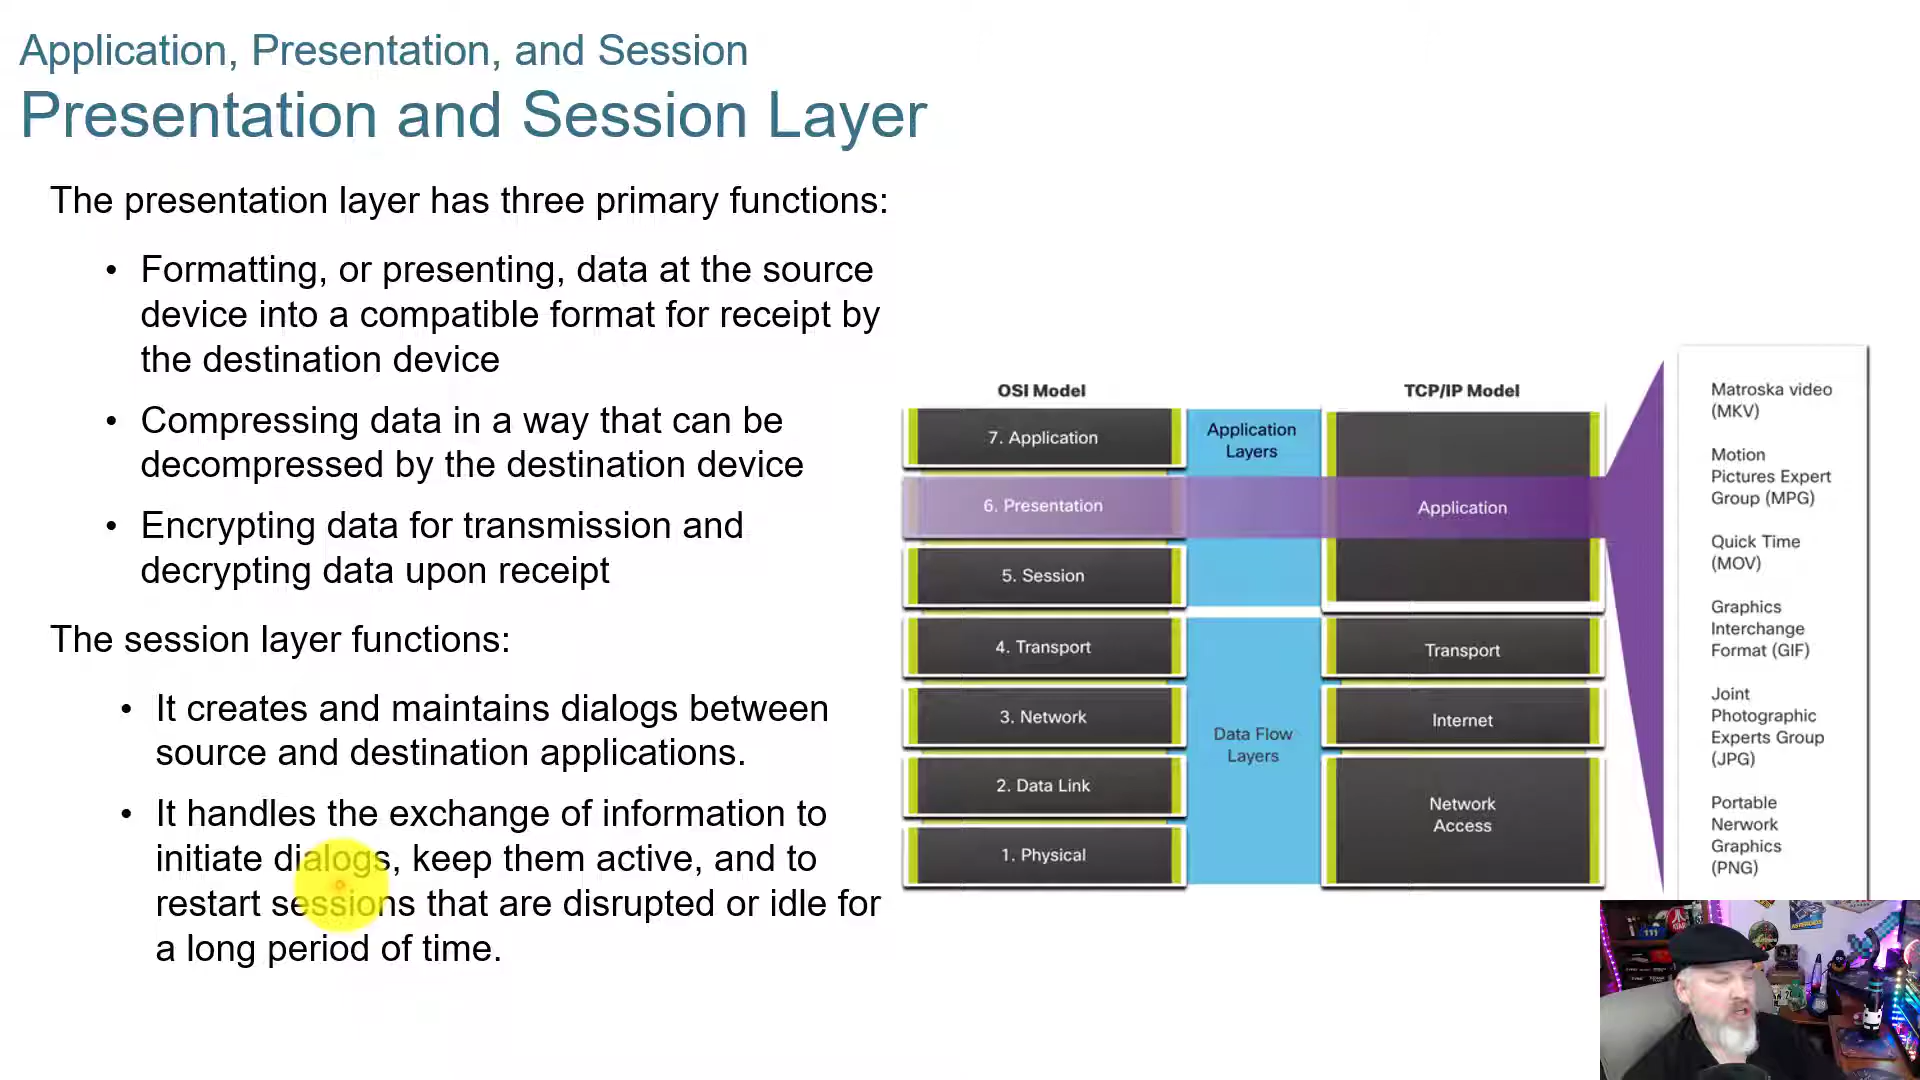 Application, Presentation, and Session
Presentation and Session Layer
The presentation layer has three primary functions:
• Formatting, or presenting, data at the source
device into a compatible format for receipt by
the destination device
• Compressing data in a way that can be
decompressed by the destination device
• Encrypting data for transmission and
decrypting data upon receipt
The session layer functions:
• It creates and maintains dialogs between
source and destination applications.
• It handles the exchange of information to
initiate dialogs, keep them active, and to
restart sessions that are disrupted or idle for
a long period of time.
OSI Model
7. Application
6. Presentation
5. Session
4. Transport
3. Network
2. Data Link
1. Physical
Application
Layers
Data Flow
Layers
TCP/IP Model
Application
Transport
Internet
Network
Access
Matroska video
(MKV)
Motion
Pictures Expert
Group (MPG)
Quick Time
(MOV)
Graphics
Interchange
Format (GIF)
Joint
Photographic
Experts Group
(JPG)
Portable
Nerwork
Graphics
(PNG)